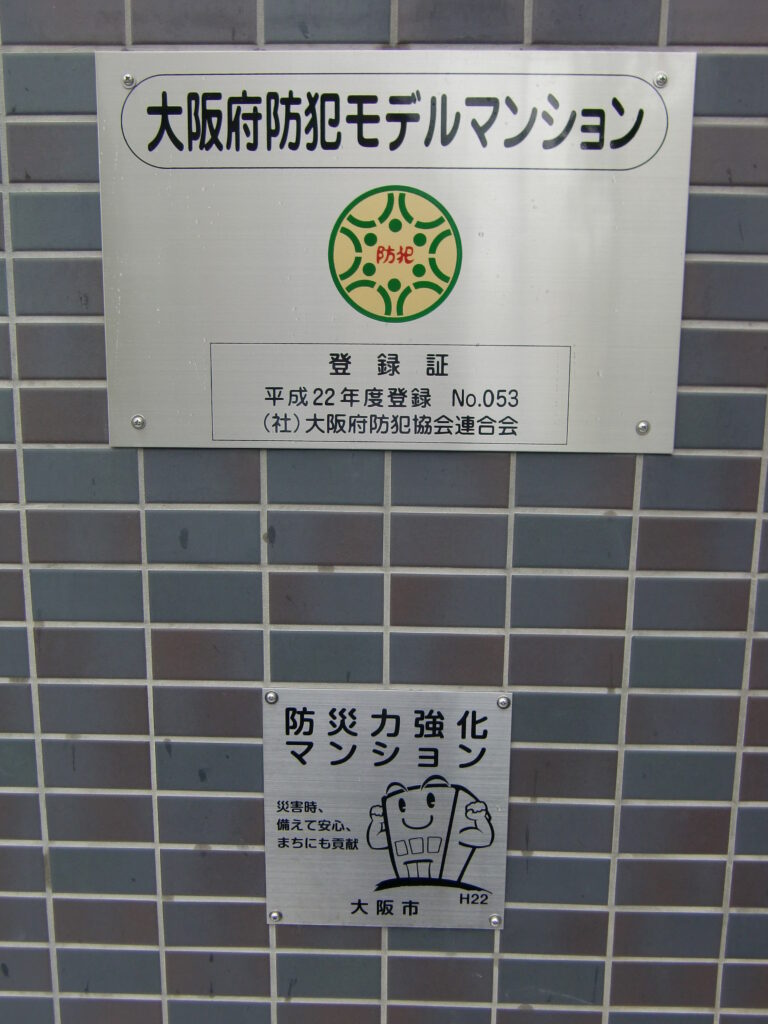 大阪府防犯モデルマンション
防犯
登録証
平成22年度登録 No.053
(社)大阪府防犯協会連合会
防災力強化
マンション
災害時、
備えて安心、
まちにも貢献
H22
大阪市